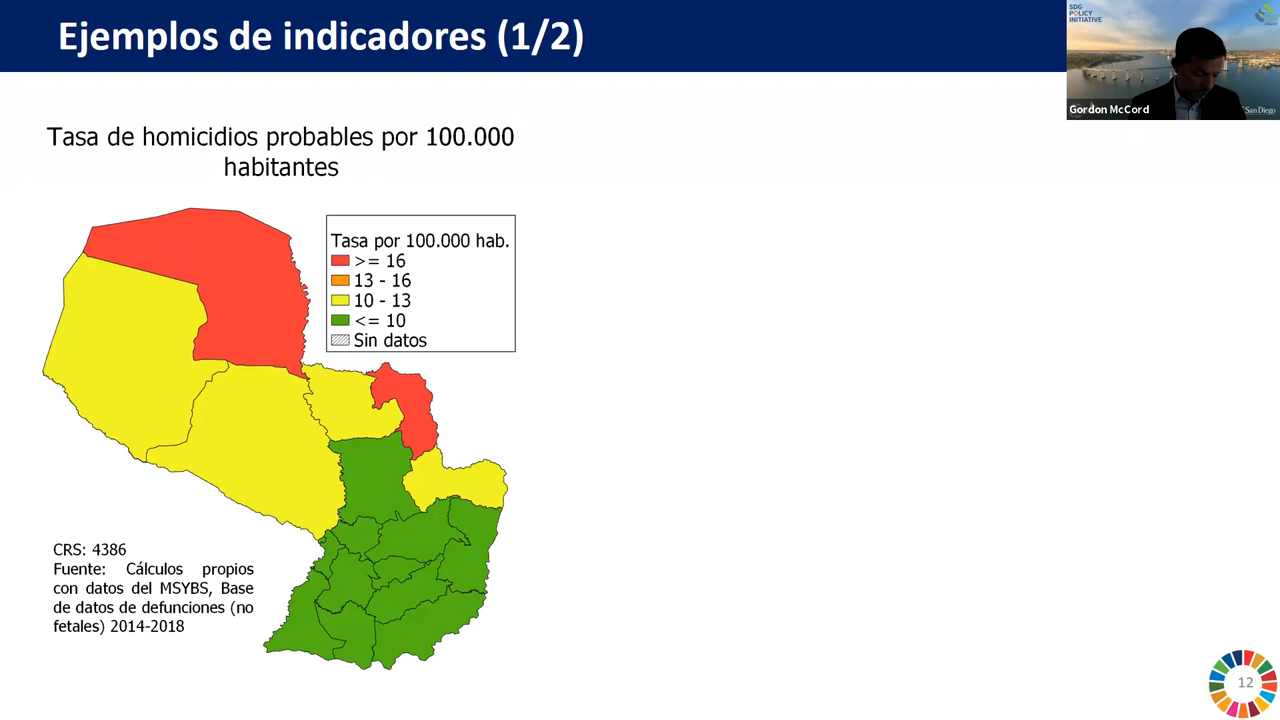 Ejemplos de indicadores (1/2)
SDG
POLICY
INITIATIVE
Gordon McCord
San Diego
Tasa de homicidios probables por 100.000
habitantes
Tasa por 100.000 hab.
>= 16
13 - 16
10 - 13
<= 10
Sin datos
CRS: 4386
Fuente: Cálculos propios
con datos del MSYBS, Base
de datos de defunciones (no
fetales) 2014-2018
12